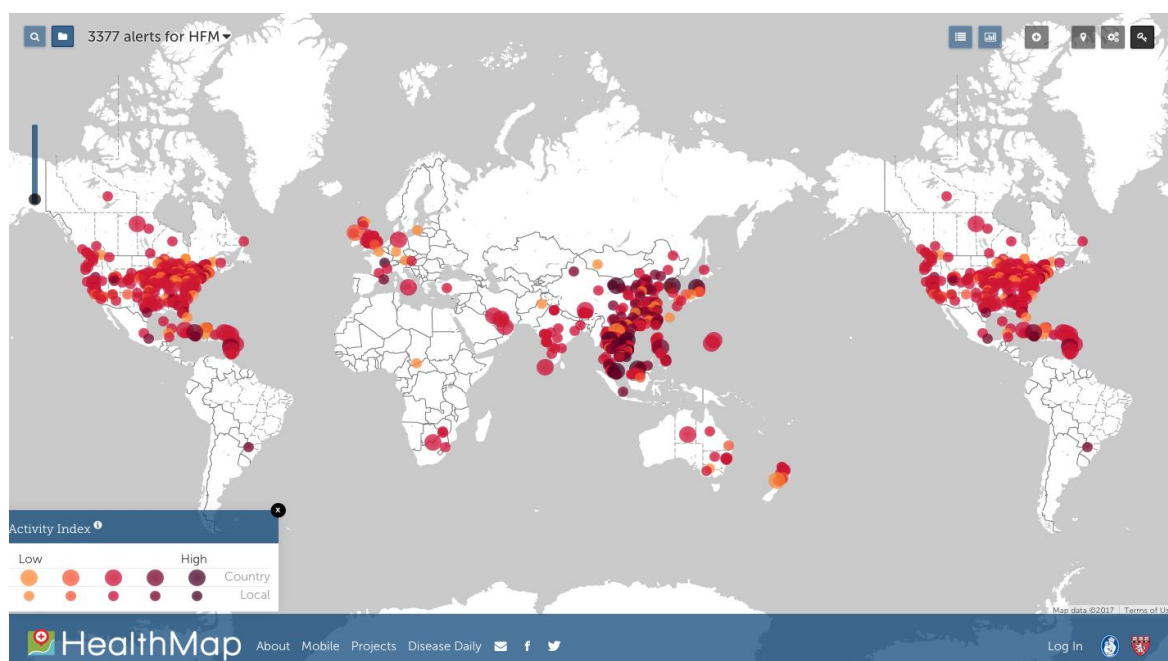 3377 alerts for HFM
x
Activity Index i
Low High
Country
Local
Map data ©2017 Terms of Us
HealthMap About Mobile Projects Disease Daily f Log In